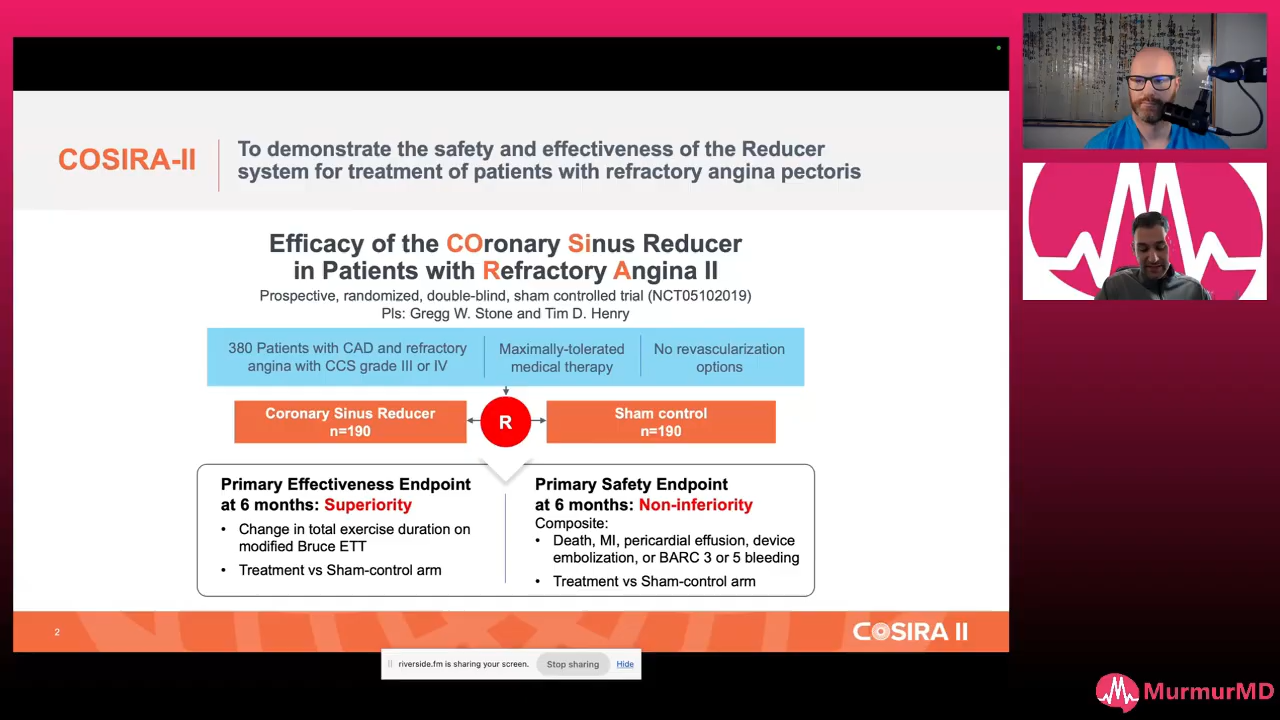 COSIRA-II
To demonstrate the safety and effectiveness of the Reducer
system for treatment of patients with refractory angina pectoris
Efficacy of the COronary Sinus Reducer
in Patients with Refractory Angina II
Prospective, randomized, double-blind, sham controlled trial (NCT05102019)
PIs: Gregg W. Stone and Tim D. Henry
380 Patients with CAD and refractory
angina with CCS grade III or IV
Maximally-tolerated
medical therapy
No revascularization
options
Coronary Sinus Reducer
n=190
R
Sham control
n=190
Primary Effectiveness Endpoint
at 6 months: Superiority
• Change in total exercise duration on
modified Bruce ETT
• Treatment vs Sham-control arm
Primary Safety Endpoint
at 6 months: Non-inferiority
Composite:
• Death, MI, pericardial effusion, device
embolization, or BARC 3 or 5 bleeding
• Treatment vs Sham-control arm
2
COSIRA II
riverside.fm is sharing your screen.
Stop sharing
Hide
MurmurMD